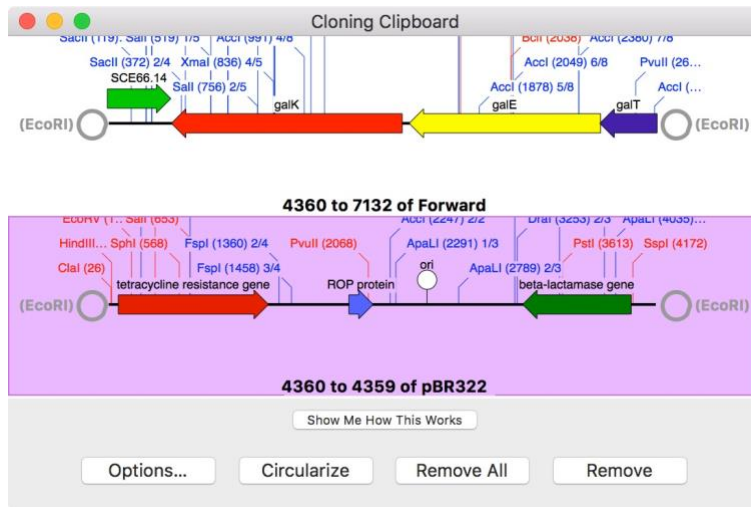 Cloning Clipboard
SacII (119). SalI (519) 1/5 AccI (991) 4/8 BclI (2038) AccI (2380) 7/8
SacII (372) 2/4 XmaI (836) 4/5 AccI (2049) 6/8 PvuII (26...
SCE66.14 SalI (756) 2/5 AccI (1878) 5/8 AccI (...
galK galE galT
(EcoRI) (EcoRI)
4360 to 7132 of Forward
EcoRV (1.. SalI (653) AccI (2247) 2/2 DraI (3253) 2/3 ApaLI (4035)...
HindIII... SphI (568) FspI (1360) 2/4 PvuII (2068) ApaLI (2291) 1/3 PstI (3613) SspI (4172)
ClaI (26) FspI (1458) 3/4 ori ApaLI (2789) 2/3
tetracycline resistance gene ROP protein beta-lactamase gene
(EcoRI) (EcoRI)
4360 to 4359 of pBR322
Show Me How This Works
Options... Circularize Remove All Remove